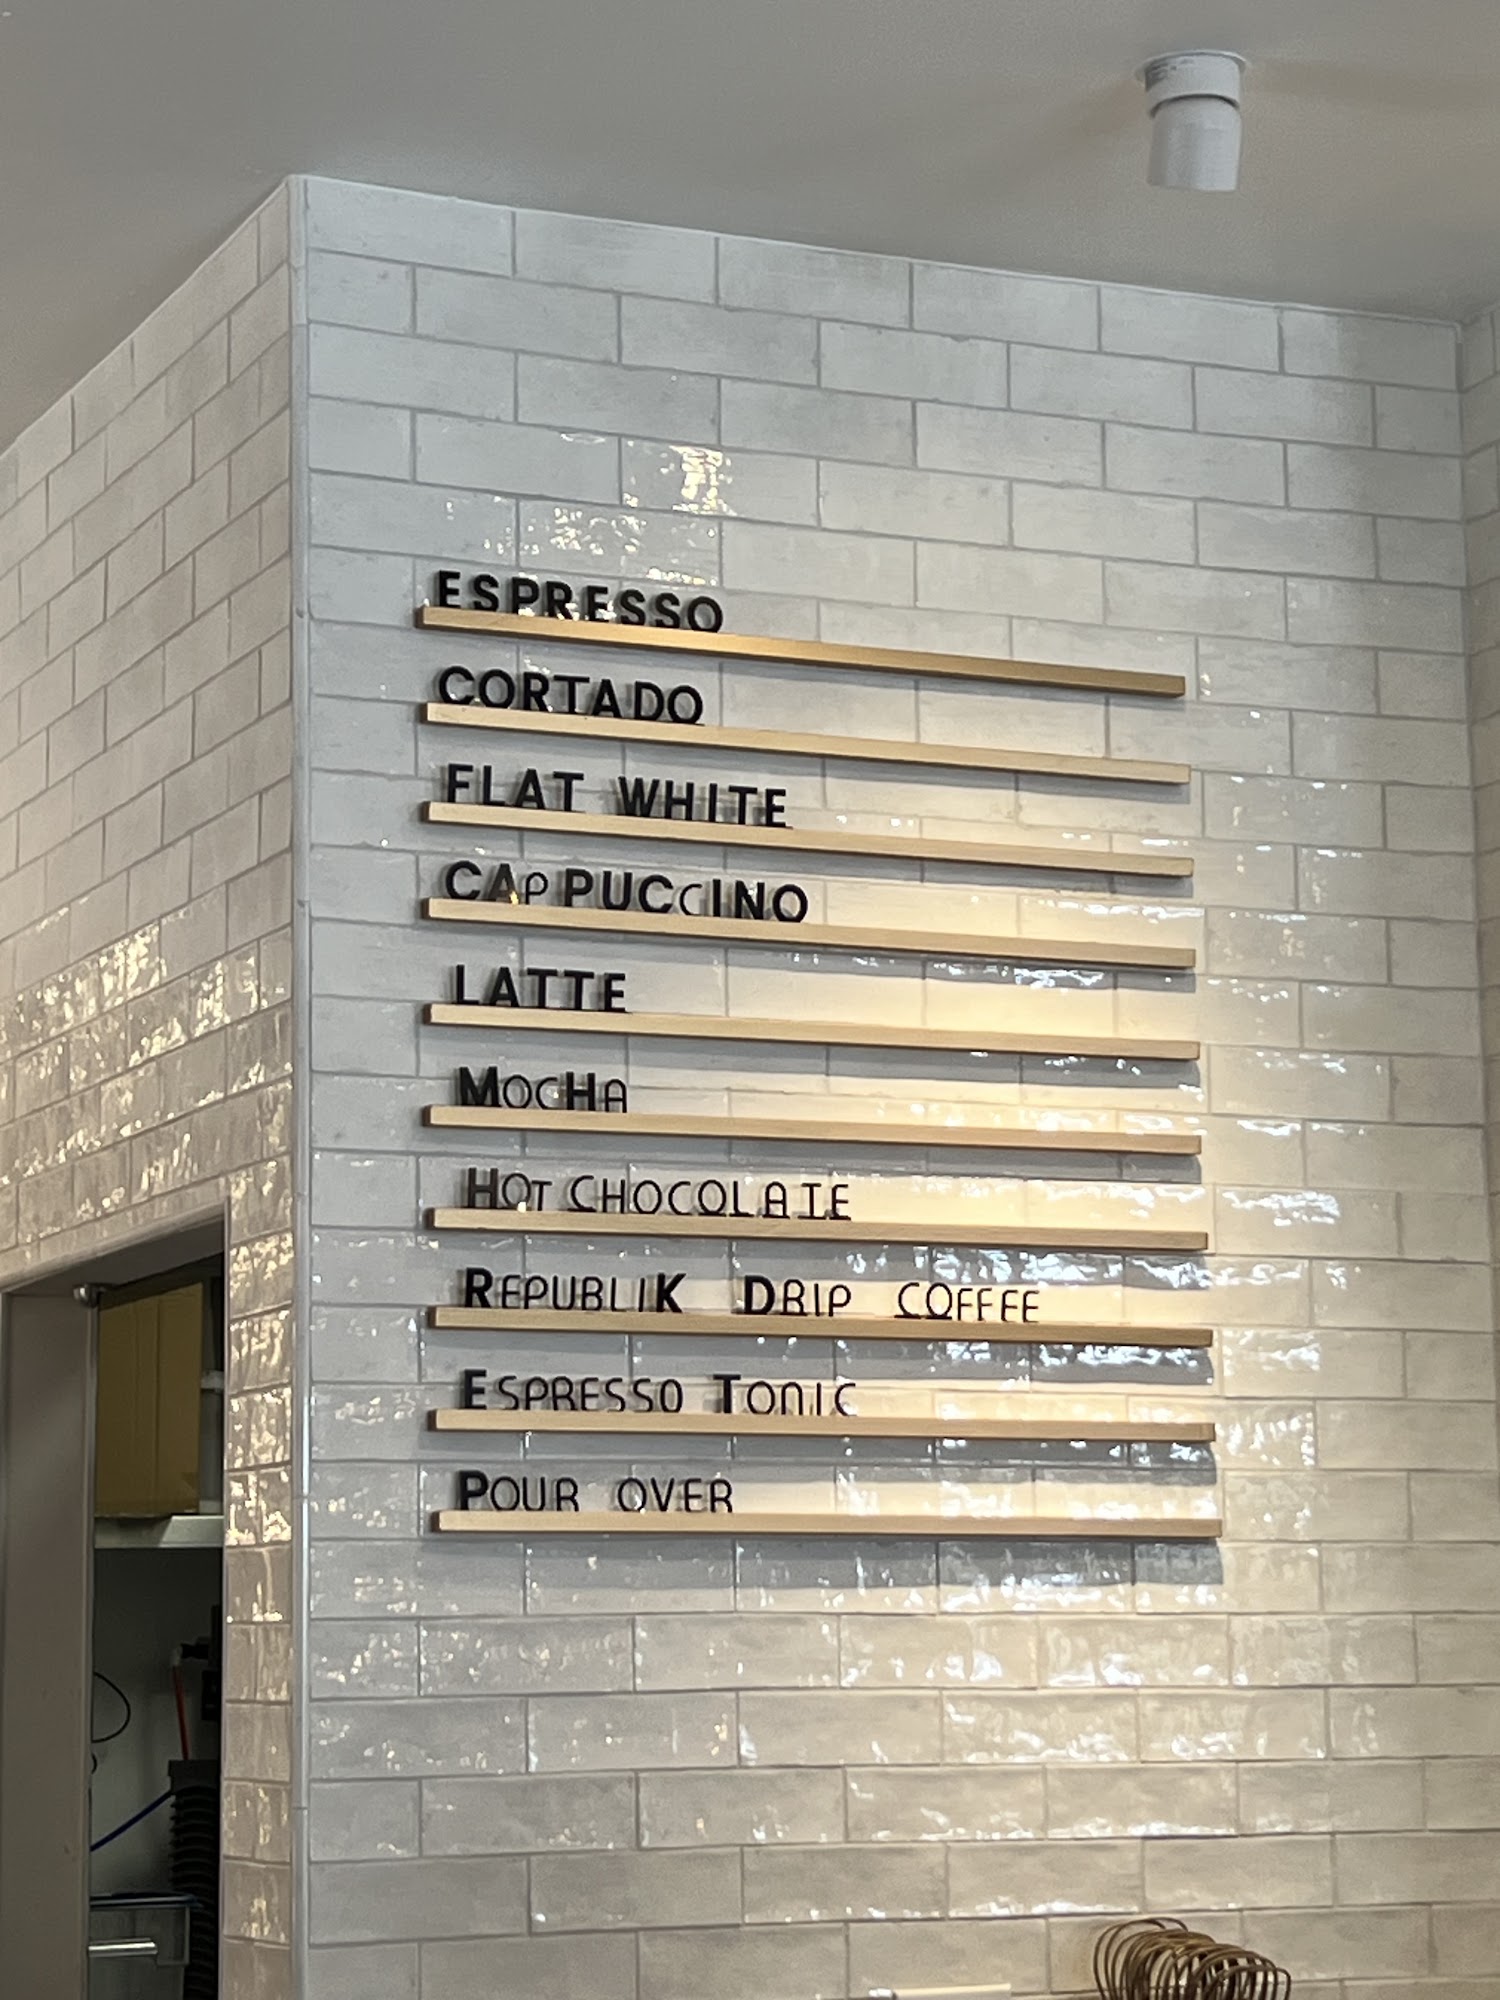 ESPRESSO
CORTADO
FLAT WHITE
CAPPUCCINO
LATTE
MOCHA
HOT CHOCOLATE
REPUBLIK DRIP COFFEE
ESPRESSO TONIC
POUR OVER